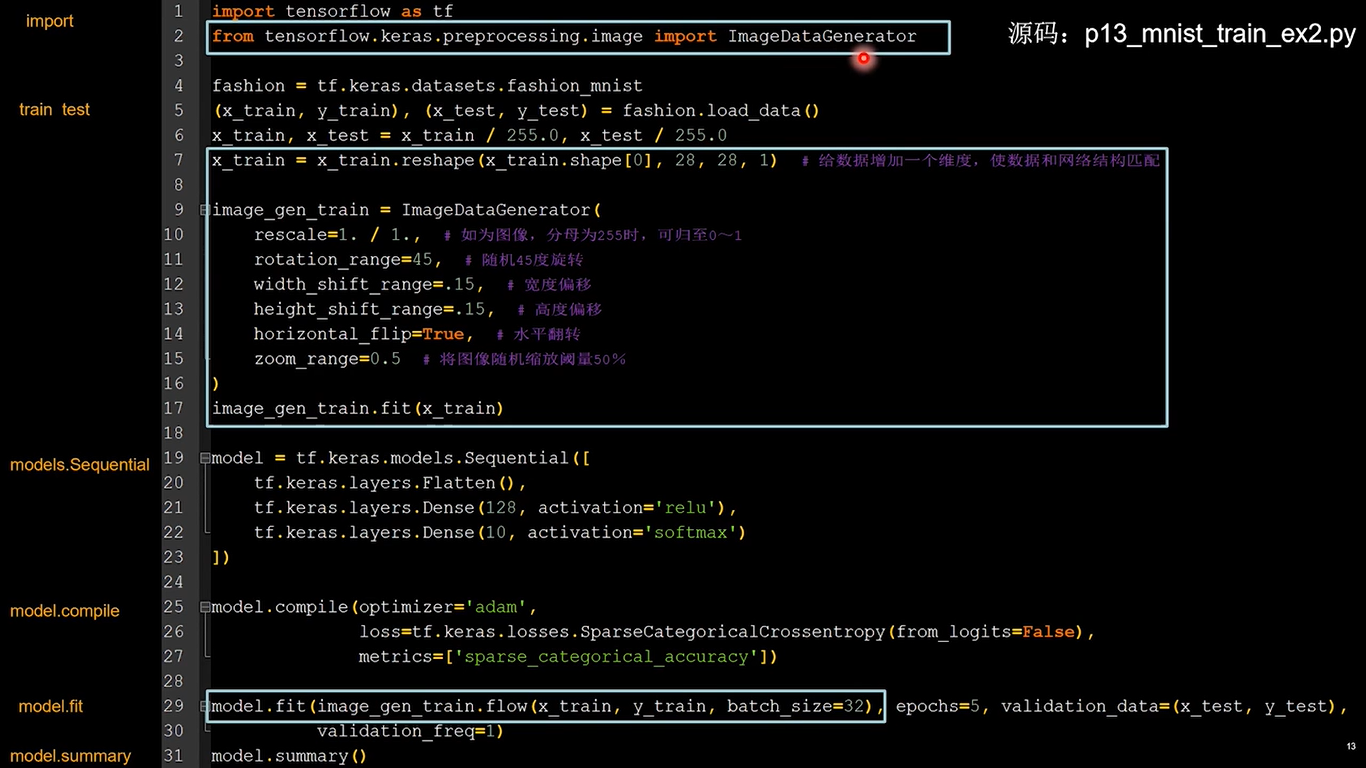 import
train test
models.Sequential
model.compile
model.fit
model.summary
源码：p13_mnist_train_ex2.py
1 import tensorflow as tf
2 from tensorflow.keras.preprocessing.image import ImageDataGenerator
3
4 fashion = tf.keras.datasets.fashion_mnist
5 (x_train, y_train), (x_test, y_test) = fashion.load_data()
6 x_train, x_test = x_train / 255.0, x_test / 255.0
7 x_train = x_train.reshape(x_train.shape[0], 28, 28, 1)  # 给数据增加一个维度，使数据和网络结构匹配
8
9 image_gen_train = ImageDataGenerator(
10     rescale=1. / 1.,  # 如为图像，分母为255时，可归至0～1
11     rotation_range=45,  # 随机45度旋转
12     width_shift_range=.15,  # 宽度偏移
13     height_shift_range=.15,  # 高度偏移
14     horizontal_flip=True,  # 水平翻转
15     zoom_range=0.5  # 将图像随机缩放阈量50％
16 )
17 image_gen_train.fit(x_train)
18
19 model = tf.keras.models.Sequential([
20     tf.keras.layers.Flatten(),
21     tf.keras.layers.Dense(128, activation='relu'),
22     tf.keras.layers.Dense(10, activation='softmax')
23 ])
24
25 model.compile(optimizer='adam',
26               loss=tf.keras.losses.SparseCategoricalCrossentropy(from_logits=False),
27               metrics=['sparse_categorical_accuracy'])
28
29 model.fit(image_gen_train.flow(x_train, y_train, batch_size=32), epochs=5, validation_data=(x_test, y_test),
30           validation_freq=1)
31 model.summary()
13